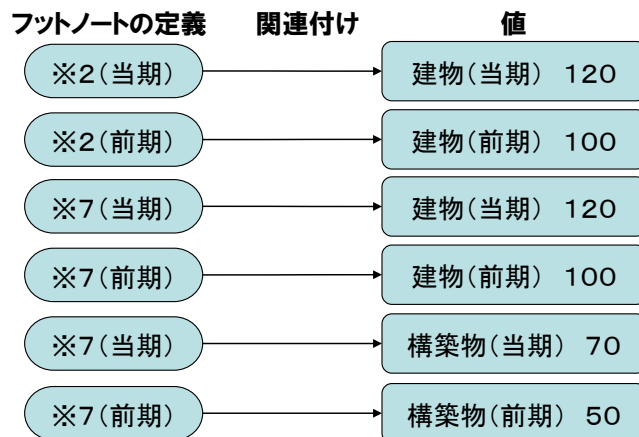 フットノートの定義 関連付け 値
※2(当期) 建物(当期) 120
※2(前期) 建物(前期) 100
※7(当期) 建物(当期) 120
※7(前期) 建物(前期) 100
※7(当期) 構築物(当期) 70
※7(前期) 構築物(前期) 50